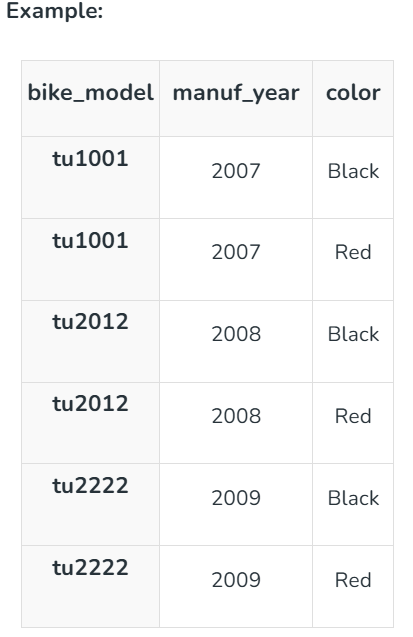 Example:
bike_model manuf_year color
tu1001 2007 Black
tu1001 2007 Red
tu2012 2008 Black
tu2012 2008 Red
tu2222 2009 Black
tu2222 2009 Red